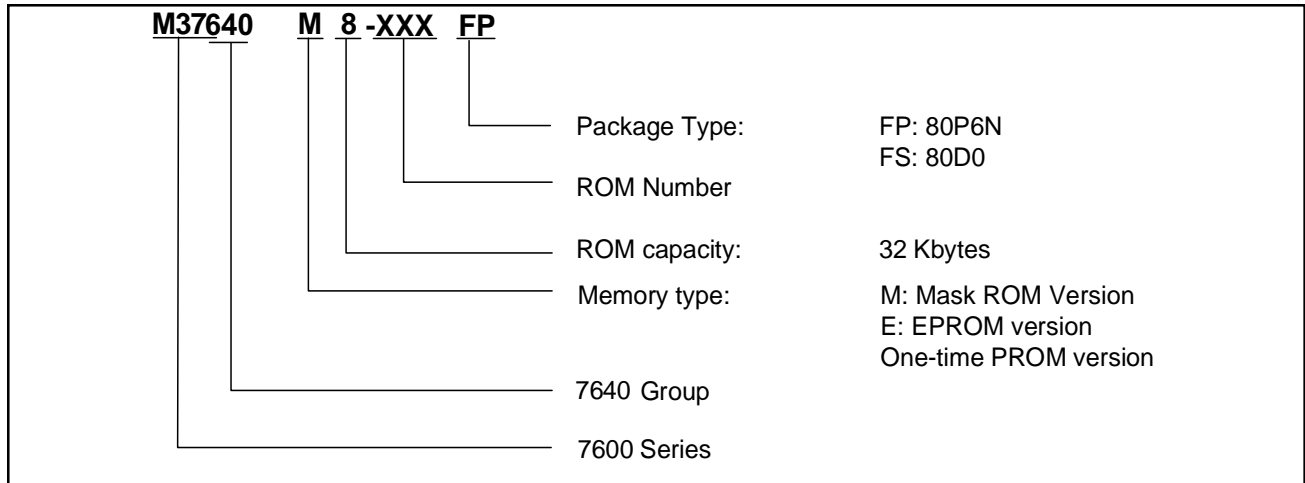 M37640 M 8 -XXX FP
Package Type: FP: 80P6N
FS: 80D0
ROM Number
ROM capacity: 32 Kbytes
Memory type: M: Mask ROM Version
E: EPROM version
One-time PROM version
7640 Group
7600 Series